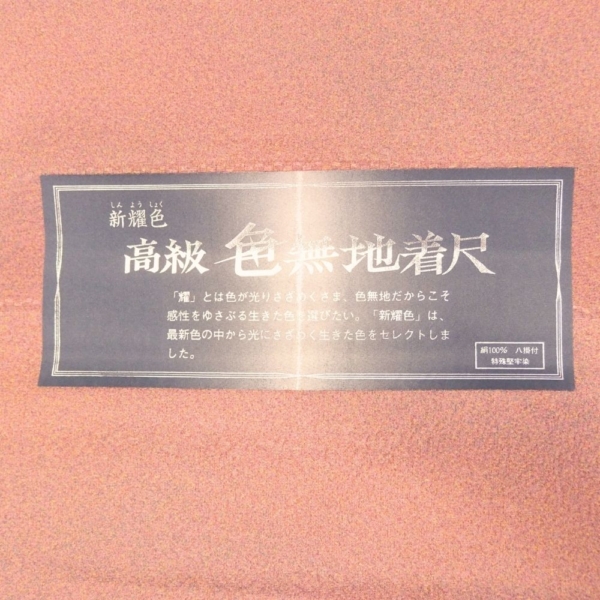 しんようしょく
新耀色
高級色無地着尺
「耀」とは色が光りさざめくさま、色無地だからこそ
感性をゆさぶる生きた色を選びたい。「新耀色」は、
最新色の中から光にさざめく生きた色をセレクトしま
した。
絹100% 八掛付
特殊堅牢染